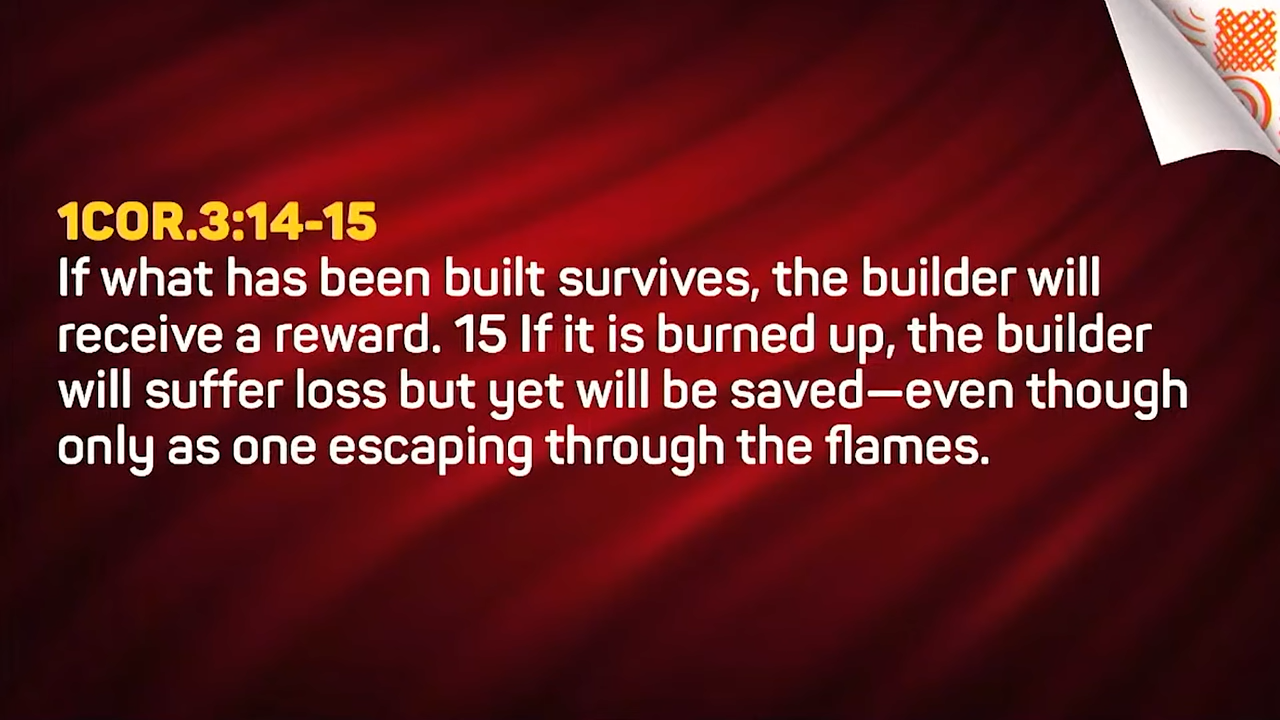 1COR.3:14-15
If what has been built survives, the builder will
receive a reward. 15 If it is burned up, the builder
will suffer loss but yet will be saved—even though
only as one escaping through the flames.